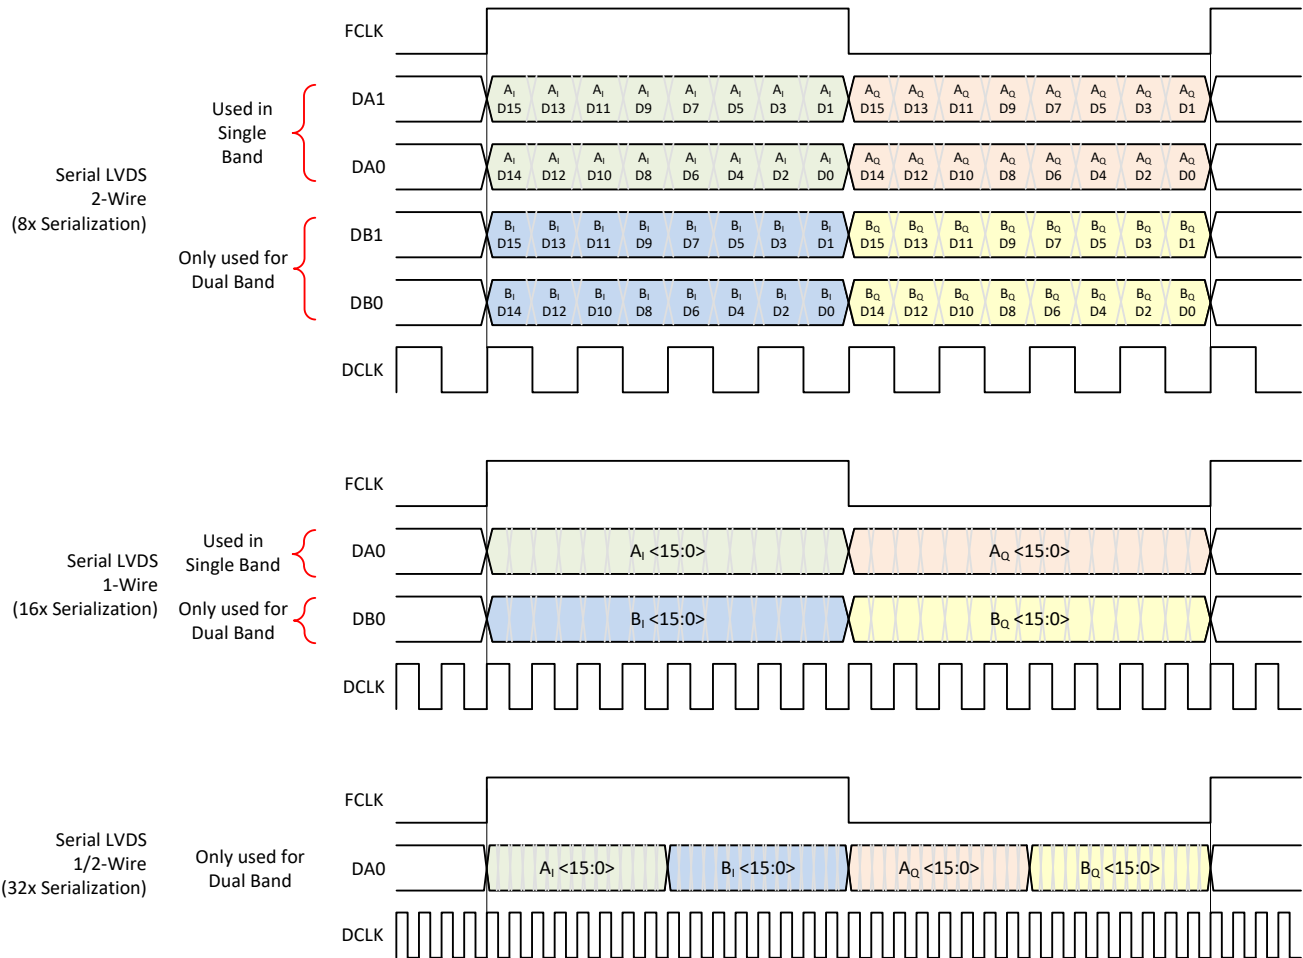 FCLK
Used in
Single
Band
DA1
A_I A_I A_I A_I A_I A_I A_I A_I A_Q A_Q A_Q A_Q A_Q A_Q A_Q A_Q
D15 D13 D11 D9 D7 D5 D3 D1 D15 D13 D11 D9 D7 D5 D3 D1
DA0
A_I A_I A_I A_I A_I A_I A_I A_I A_Q A_Q A_Q A_Q A_Q A_Q A_Q A_Q
D14 D12 D10 D8 D6 D4 D2 D0 D14 D12 D10 D8 D6 D4 D2 D0
Serial LVDS
2-Wire
(8x Serialization)
Only used for
Dual Band
DB1
B_I B_I B_I B_I B_I B_I B_I B_I B_Q B_Q B_Q B_Q B_Q B_Q B_Q B_Q
D15 D13 D11 D9 D7 D5 D3 D1 D15 D13 D11 D9 D7 D5 D3 D1
DB0
B_I B_I B_I B_I B_I B_I B_I B_I B_Q B_Q B_Q B_Q B_Q B_Q B_Q B_Q
D14 D12 D10 D8 D6 D4 D2 D0 D14 D12 D10 D8 D6 D4 D2 D0
DCLK
FCLK
Serial LVDS
1-Wire
(16x Serialization)
Used in
Single Band
DA0 A_I <15:0> A_Q <15:0>
Only used for
Dual Band
DB0 B_I <15:0> B_Q <15:0>
DCLK
FCLK
Serial LVDS
1/2-Wire
(32x Serialization)
Only used for
Dual Band
DA0 A_I <15:0> B_I <15:0> A_Q <15:0> B_Q <15:0>
DCLK